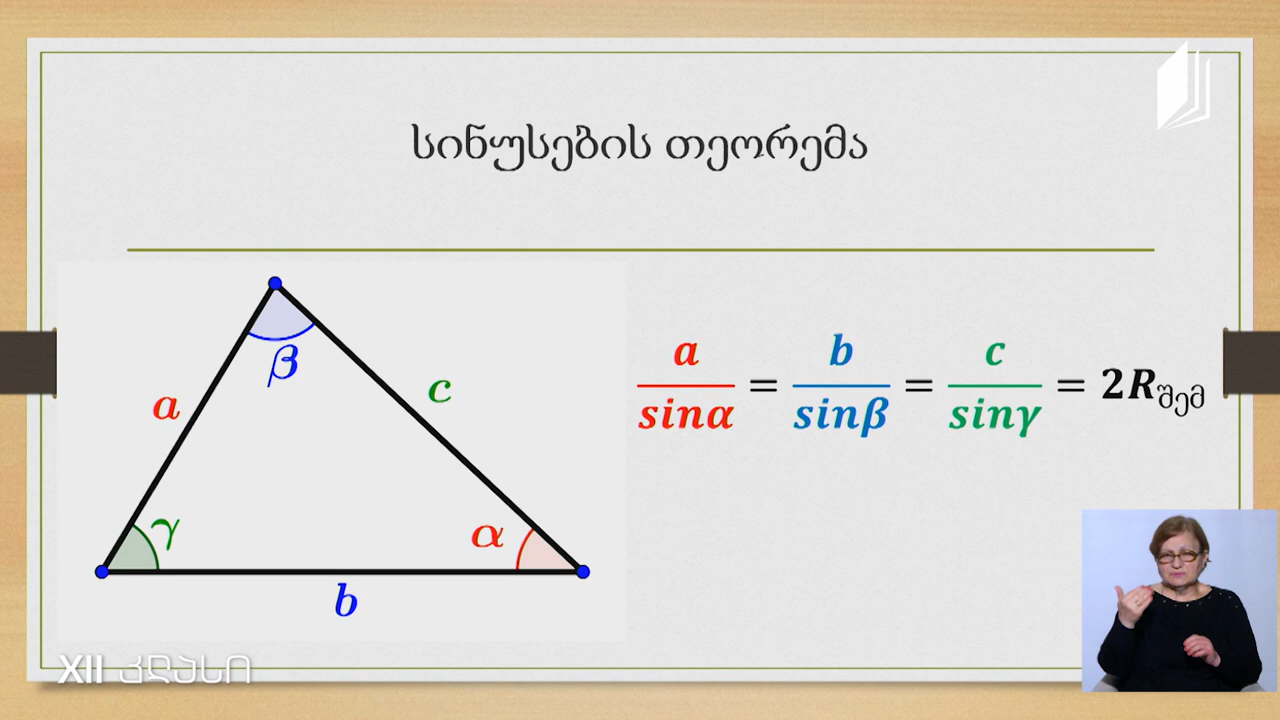 სინუსების თეორემა
β
a
c
γ
α
b
a/sinα = b/sinβ = c/sinγ = 2Rშემ
XII კლასი